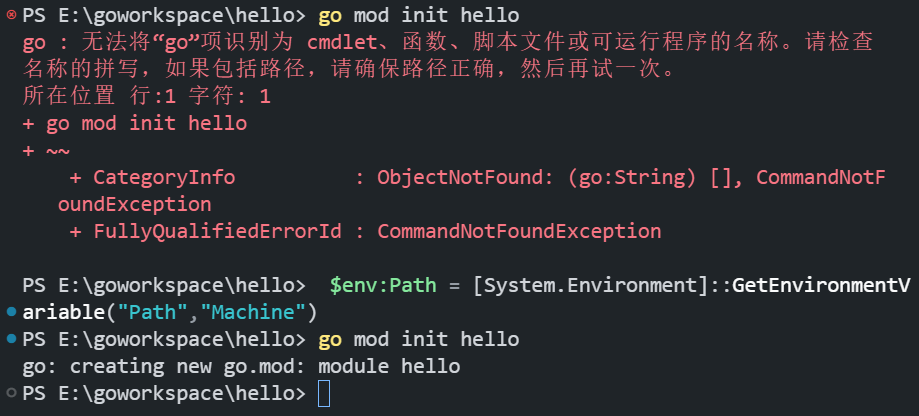 PS E:\goworkspace\hello> go mod init hello
go : 无法将“go”项识别为 cmdlet、函数、脚本文件或可运行程序的名称。请检查
名称的拼写，如果包括路径，请确保路径正确，然后再试一次。
所在位置 行:1 字符: 1
+ go mod init hello
+ ~~
+ CategoryInfo : ObjectNotFound: (go:String) [], CommandNotF
oundException
+ FullyQualifiedErrorId : CommandNotFoundException
PS E:\goworkspace\hello> $env:Path = [System.Environment]::GetEnvironmentV
ariable("Path","Machine")
PS E:\goworkspace\hello> go mod init hello
go: creating new go.mod: module hello
PS E:\goworkspace\hello>